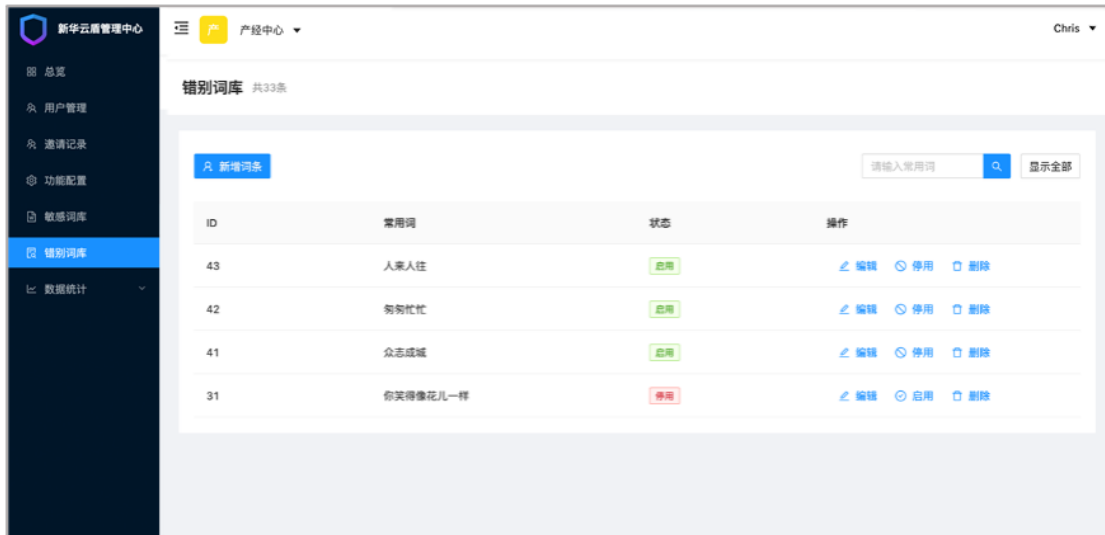 新华云盾管理中心
产 产经中心
Chris
总览
用户管理
邀请记录
功能配置
敏感词库
错别词库
数据统计
错别词库 共33条
新增词条
请输入常用词
显示全部
ID 常用词 状态 操作
43 人来人往 启用 编辑 停用 删除
42 匆匆忙忙 启用 编辑 停用 删除
41 众志成城 启用 编辑 停用 删除
31 你笑得像花儿一样 停用 编辑 启用 删除